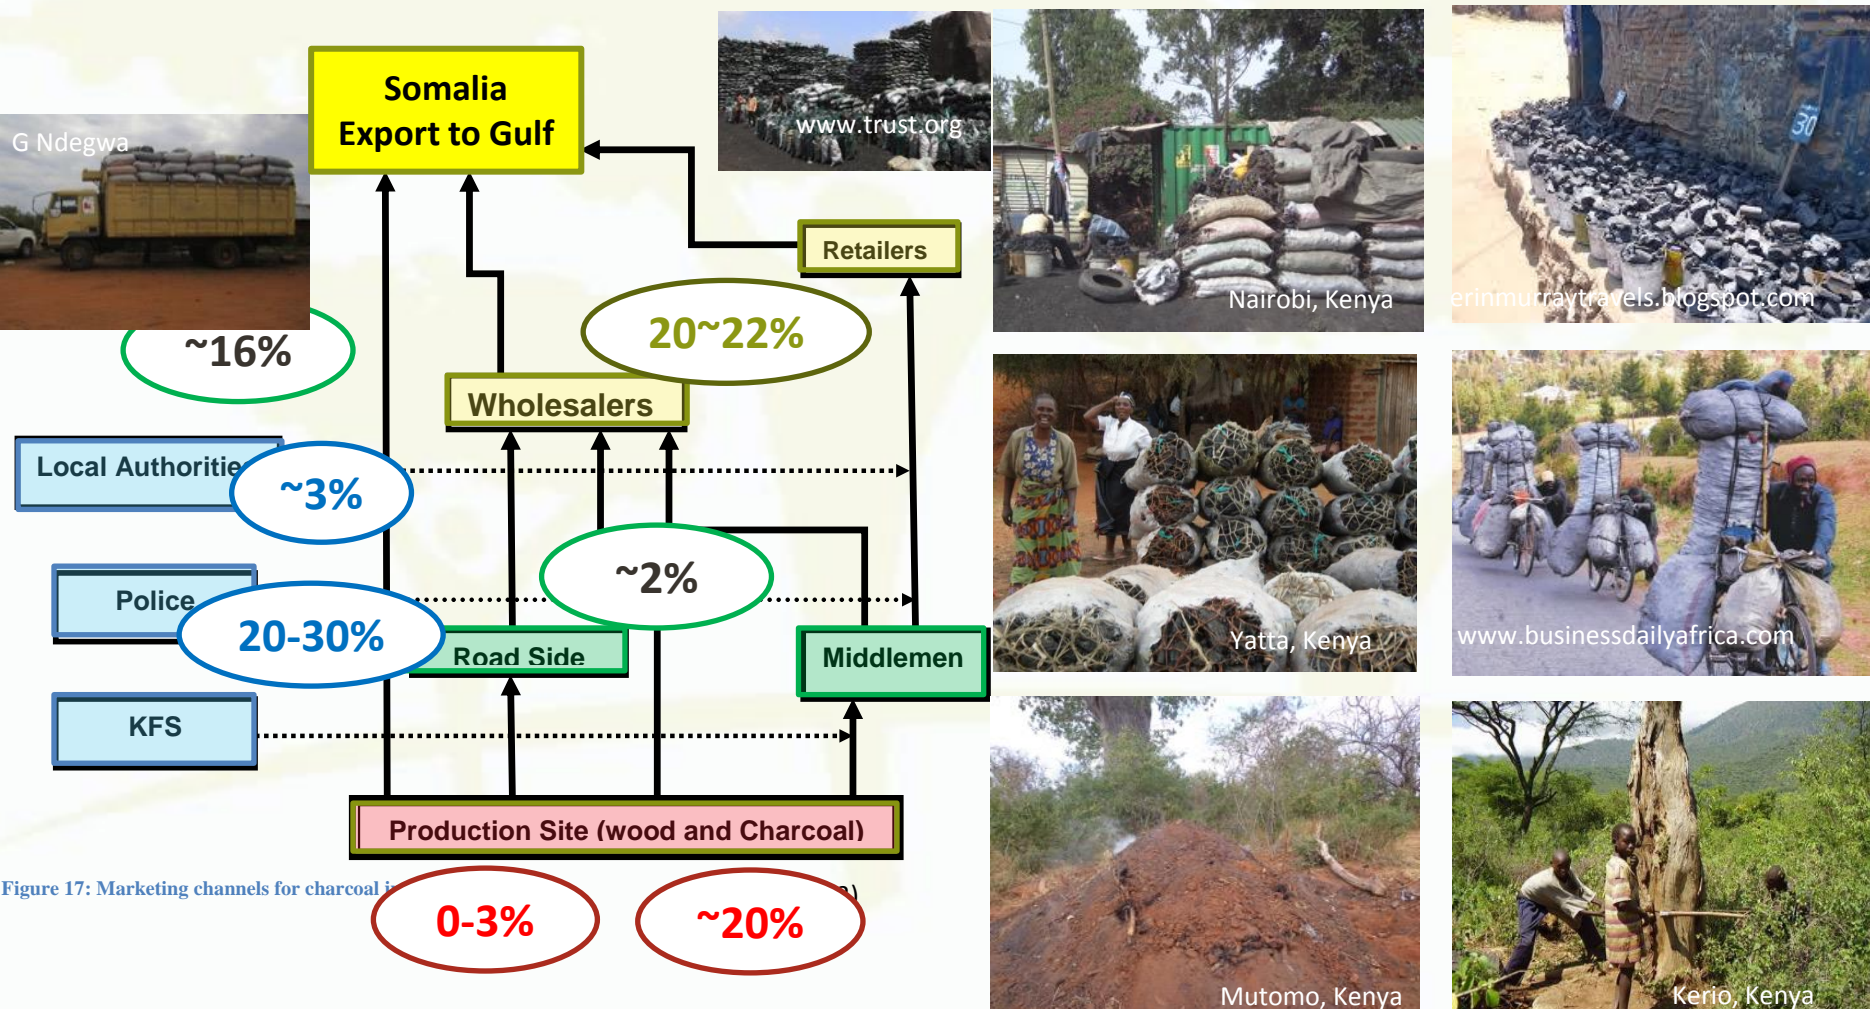 Somalia
Export to Gulf
G Ndegwa
www.trust.org
Nairobi, Kenya
30
erinmurraytravels.blogspot.com
Retailers
~16%
20~22%
Wholesalers
Local Authorities
~3%
Police
20-30%
~2%
Road Side
Middlemen
Yatta, Kenya
www.businessdailyafrica.com
KFS
Production Site (wood and Charcoal)
Figure 17: Marketing channels for charcoal
0-3%
~20%
Mutomo, Kenya
Kerio, Kenya